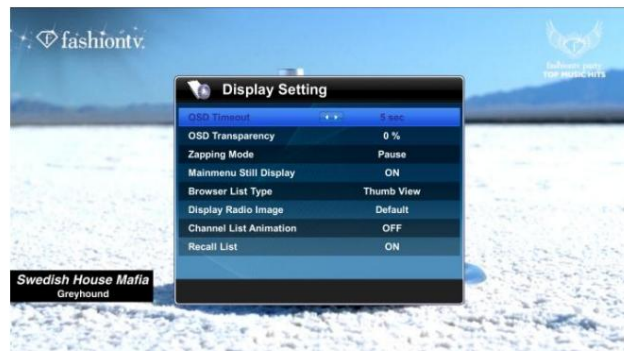 fashiontv.
fashiontv party
TOP MUSIC HITS
Display Setting
OSD Timeout 5 sec
OSD Transparency 0 %
Zapping Mode Pause
Mainmenu Still Display ON
Browser List Type Thumb View
Display Radio Image Default
Channel List Animation OFF
Recall List ON
Swedish House Mafia
Greyhound